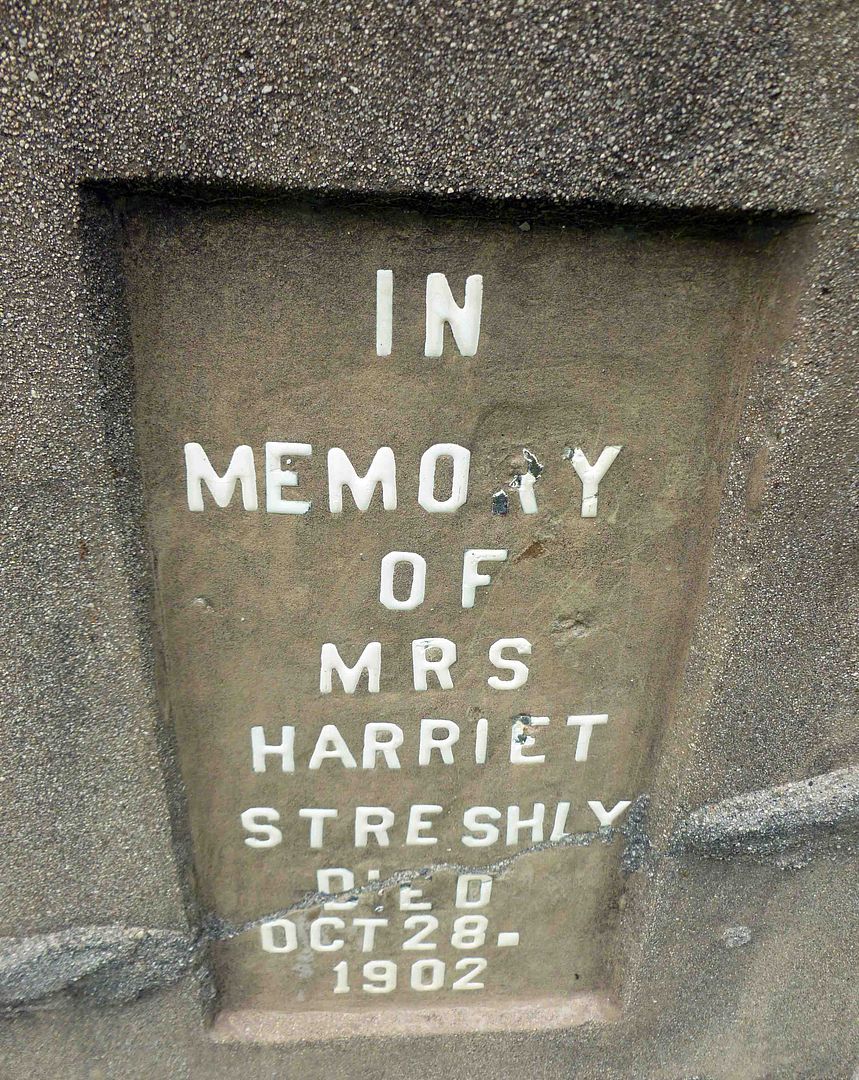 IN
MEMORY
OF
MRS
HARRIET
STRESHLY
DIED
OCT 28.
1902